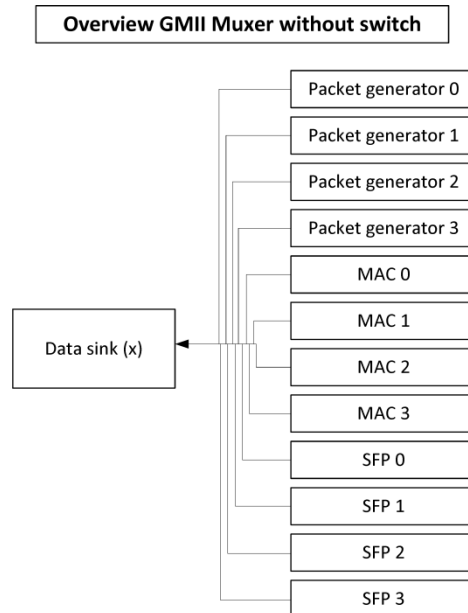 Overview GMII Muxer without switch
Packet generator 0
Packet generator 1
Packet generator 2
Packet generator 3
MAC 0
MAC 1
Data sink (x)
MAC 2
MAC 3
SFP 0
SFP 1
SFP 2
SFP 3